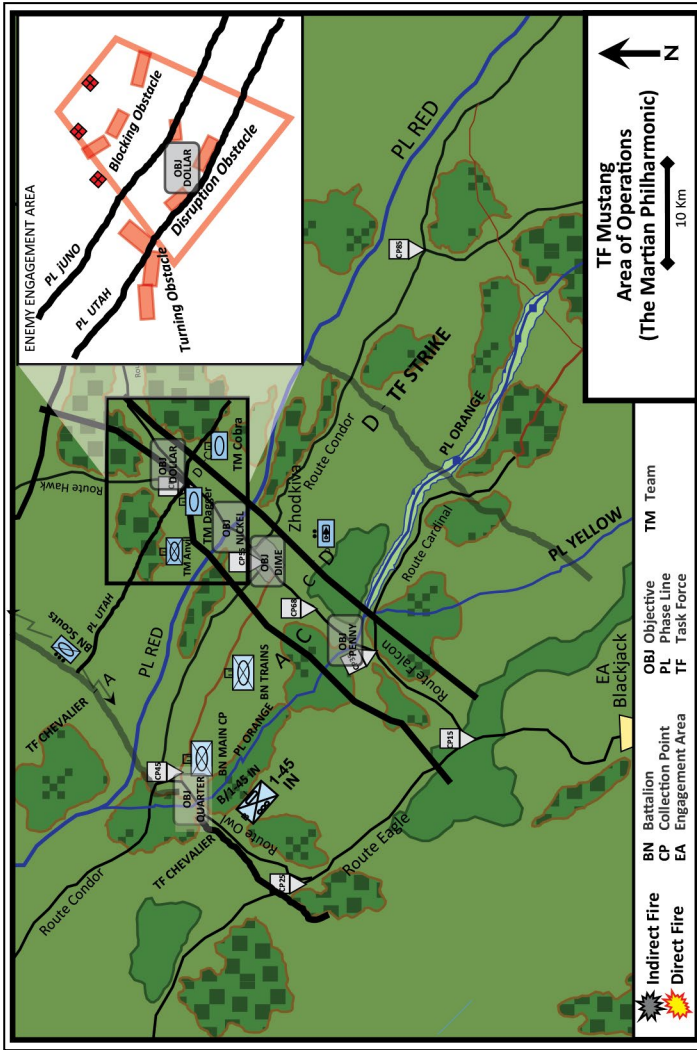 ENEMY ENGAGEMENT AREA
PL JUNO
PL UTAH
Turning Obstacle
Blocking Obstacle
OBJ
DOLLAR
Disruption Obstacle
Route Condor
TF CHEVALIER
A
BN Scouts
PL UTAH
Route Hawk
PL RED
CP45
OBJ
QUARTER
BN MAIN CP
BN TRAINS
TM Anvi
TM Dagger
OBJ
DOLLAR
D
TM Cobra
OBJ
NICKEL
OBJ
DIME
Zhodkiva
PL RED
CP85
B/1-45 IN
1-45
IN
PL ORANGE
TF CHEVALIER
Route Owl
CP25
A
C
CP68
C
D
Route Condor
D
TF STRIKE
OBJ
PENNY
Route Falcon
Route Cardinal
PL ORANGE
Route Eagle
CP15
PL YELLOW
EA
Blackjack
Indirect Fire
Direct Fire
BN Battalion
CP Collection Point
EA Engagement Area
OBJ Objective
PL Phase Line
TF Task Force
TM Team
TF Mustang
Area of Operations
(The Martian Philharmonic)
10 Km
N